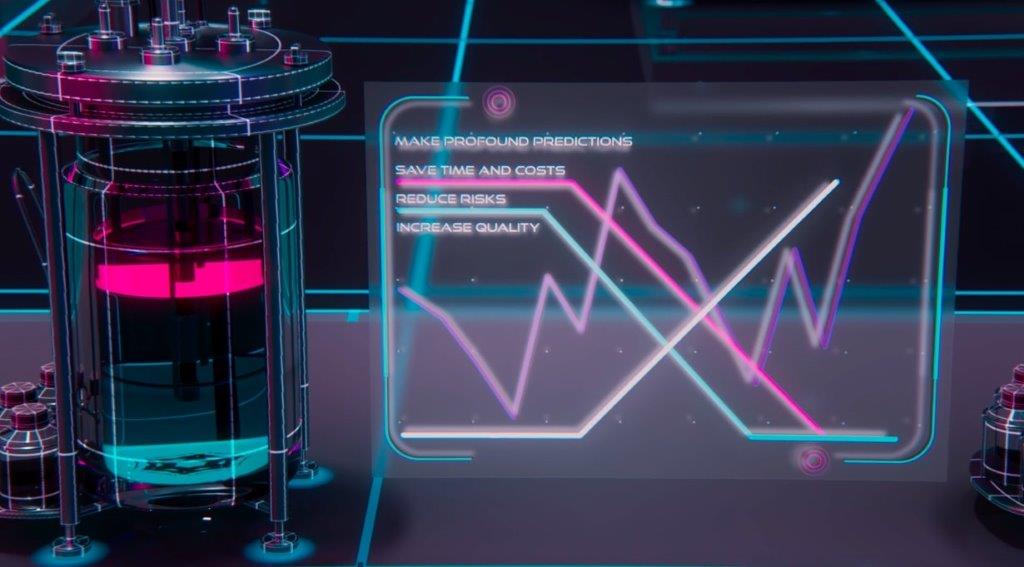 MAKE PROFOUND PREDICTIONS
SAVE TIME AND COSTS
REDUCE RISKS
INCREASE QUALITY